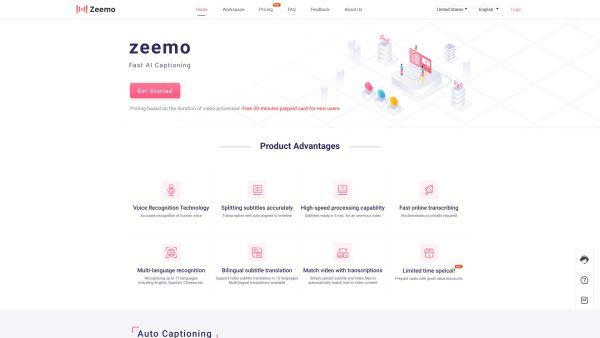 Zeemo
Home Workspace Pricing FAQ Feedback About Us United States English Login
zeemo
Fast AI Captioning
Get Started
Pricing based on the duration of video processed! Free 30-minutes prepaid card for new users
Product Advantages
Voice Recognition Technology
Accurate recognition of human voice
Splitting subtitles accurately
Transcription text auto-aligned to timeline
High-speed processing capability
Subtitles ready in 5 min. for an one-hour video
Fast online transcribing
No downloads or installs required
Multi-language recognition
Recognizing up to 17 languages
including English, Spanish, Chinese etc.
Bilingual subtitle translation
Support video subtitle translation in 15 languages
Multi-lingual translations available
Match video with transcriptions
Simply upload subtitle and video files to
automatically match text to video content
Limited time speical!
Prepaid cards with great value discounts
Auto Captioning